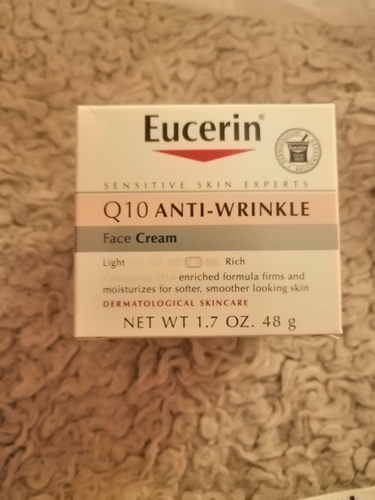 Eucerin®
SENSITIVE SKIN EXPERTS
Q10 ANTI-WRINKLE
Face Cream
Light Rich
enriched formula firms and
moisturizes for softer, smoother looking skin
DERMATOLOGICAL SKINCARE
NET WT 1.7 OZ. 48 g